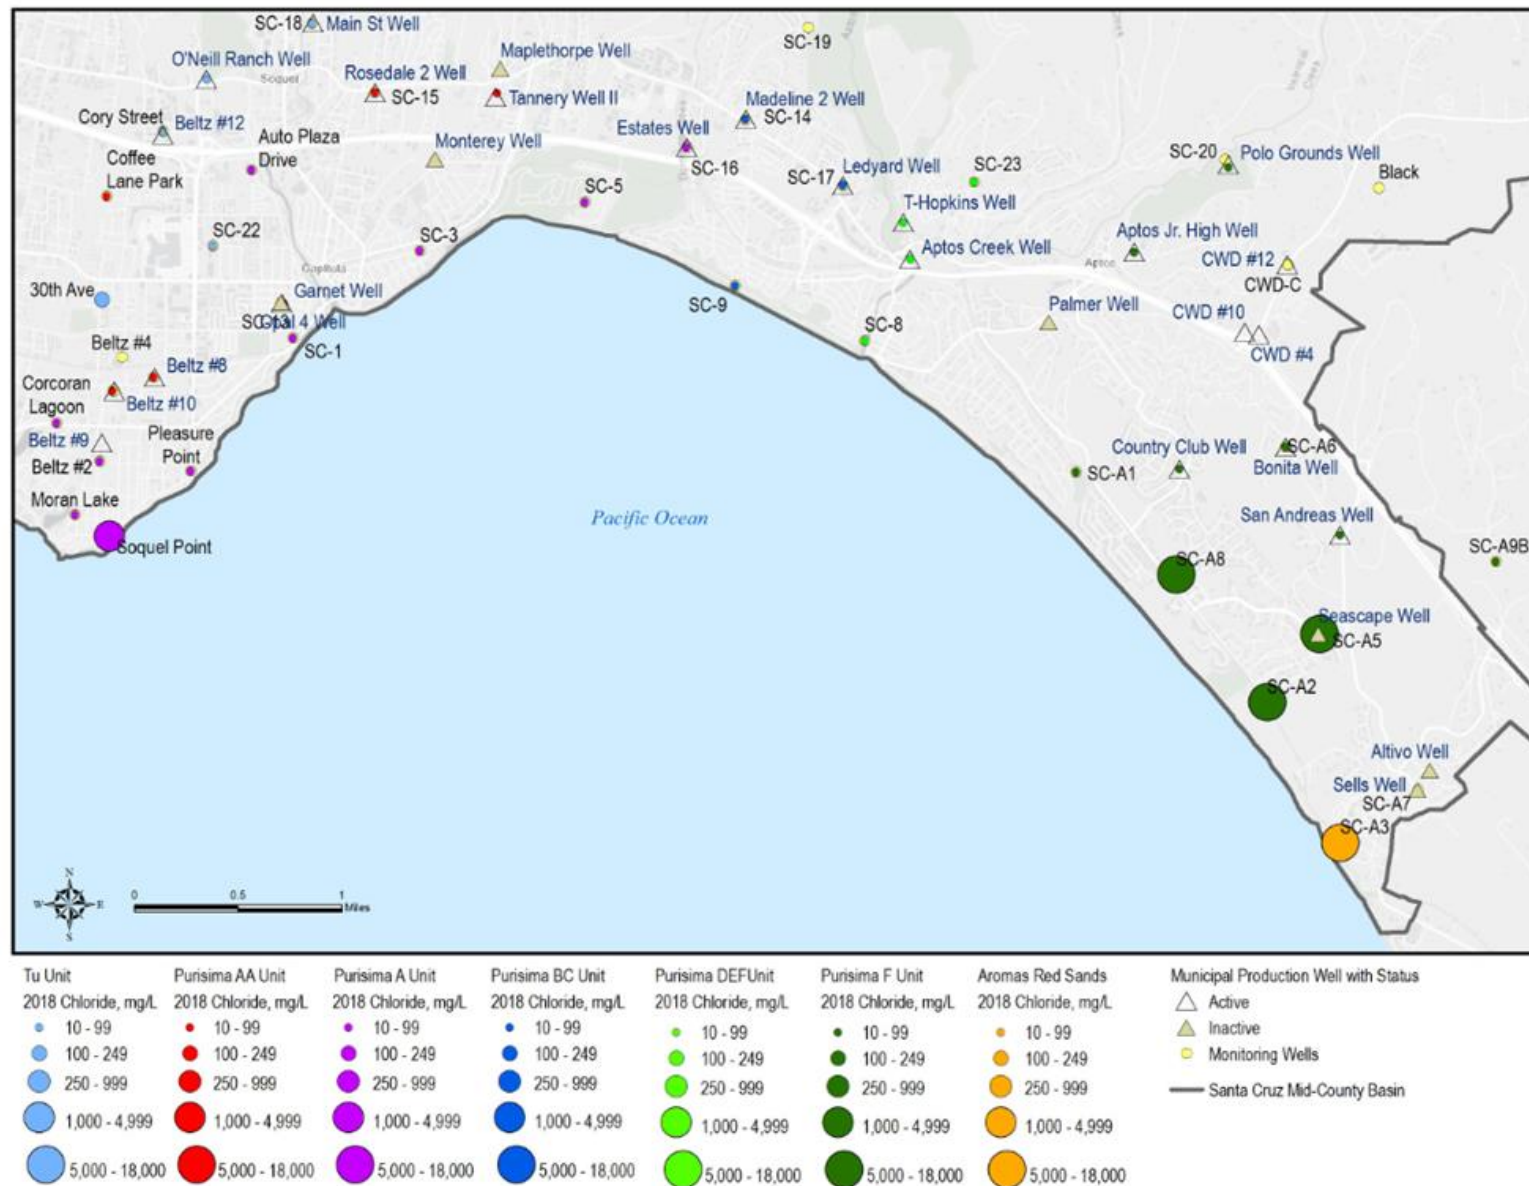 SC-18 Main St Well
SC-19
O'Neill Ranch Well
Maplethorpe Well
Soquel
Rosedale 2 Well
SC-15
Tannery Well II
Madeline 2 Well
SC-14
Cory Street
Beltz #12
Auto Plaza
Drive
Monterey Well
Estates Well
SC-16
Coffee
Lane Park
SC-17
Ledyard Well
SC-23
SC-20
Polo Grounds Well
Black
SC-5
T-Hopkins Well
SC-22
SC-3
Aptos Creek Well
Aptos Jr. High Well
Aptos
CWD #12
CWD-C
Capitola
30th Ave
Garnet Well
SC-13
Opal 4 Well
SC-1
SC-9
SC-8
Palmer Well
CWD #10
CWD #4
Beltz #4
Beltz #8
Corcoran
Lagoon
Beltz #10
Beltz #9
Beltz #2
Pleasure
Point
Moran Lake
Soquel Point
Country Club Well
SC-A6
Bonita Well
SC-A1
San Andreas Well
Pacific Ocean
SC-A8
SC-A9B
Seascape Well
SC-A5
SC-A2
Altivo Well
Sells Well
SC-A7
SC-A3
N
W E
S
0 0.5 1
Miles
Tu Unit
2018 Chloride, mg/L
10 - 99
100 - 249
250 - 999
1,000 - 4,999
5,000 - 18,000
Purisima AA Unit
2018 Chloride, mg/L
10 - 99
100 - 249
250 - 999
1,000 - 4,999
5,000 - 18,000
Purisima A Unit
2018 Chloride, mg/L
10 - 99
100 - 249
250 - 999
1,000 - 4,999
5,000 - 18,000
Purisima BC Unit
2018 Chloride, mg/L
10 - 99
100 - 249
250 - 999
1,000 - 4,999
5,000 - 18,000
Purisima DEFUnit
2018 Chloride, mg/L
10 - 99
100 - 249
250 - 999
1,000 - 4,999
5,000 - 18,000
Purisima F Unit
2018 Chloride, mg/L
10 - 99
100 - 249
250 - 999
1,000 - 4,999
5,000 - 18,000
Aromas Red Sands
2018 Chloride, mg/L
10 - 99
100 - 249
250 - 999
1,000 - 4,999
5,000 - 18,000
Municipal Production Well with Status
Active
Inactive
Monitoring Wells
Santa Cruz Mid-County Basin